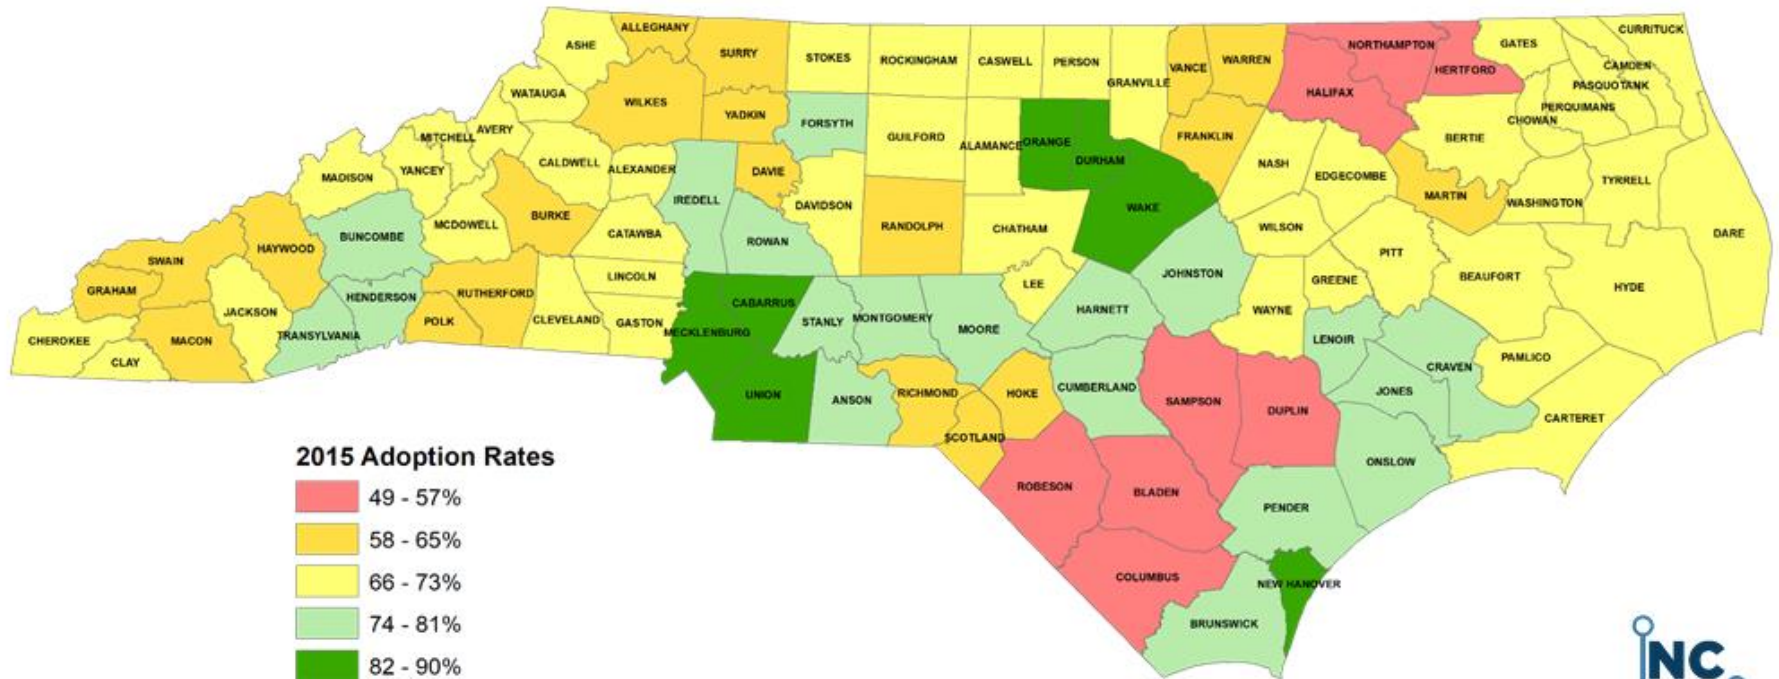 ALLEGHANY
CURRITUCK
ASHE
SURRY
STOKES
ROCKINGHAM
CASWELL
PERSON
NORTHAMPTON
GATES
GRANVILLE
VANCE
WARREN
HERTFORD
CAMDEN
PASQUOTANK
WATAUGA
WILKES
YADKIN
HALIFAX
PERQUIMANS
CHOWAN
FORSYTH
GUILFORD
MITCHELL
AVERY
ALAMANCE
ORANGE
DURHAM
FRANKLIN
BERTIE
MADISON
YANCEY
CALDWELL
ALEXANDER
DAVIE
NASH
EDGECOMBE
TYRRELL
IREDELL
DAVIDSON
WAKE
MARTIN
WASHINGTON
BUNCOMBE
MCDOWELL
BURKE
CATAWBA
ROWAN
RANDOLPH
CHATHAM
WILSON
PITT
DARE
SWAIN
HAYWOOD
LINCOLN
LEE
JOHNSTON
GREENE
BEAUFORT
HYDE
GRAHAM
JACKSON
HENDERSON
RUTHERFORD
CABARRUS
HARNETT
WAYNE
CHEROKEE
CLAY
MACON
TRANSYLVANIA
POLK
CLEVELAND
GASTON
MECKLENBURG
STANLY
MONTGOMERY
MOORE
LENOIR
CRAVEN
PAMLICO
UNION
ANSON
RICHMOND
HOKE
CUMBERLAND
SAMPSON
DUPLIN
JONES
CARTERET
SCOTLAND
ONSLOW
ROBESON
BLADEN
PENDER
COLUMBUS
NEW HANOVER
BRUNSWICK
2015 Adoption Rates
49 - 57%
58 - 65%
66 - 73%
74 - 81%
82 - 90%
NC